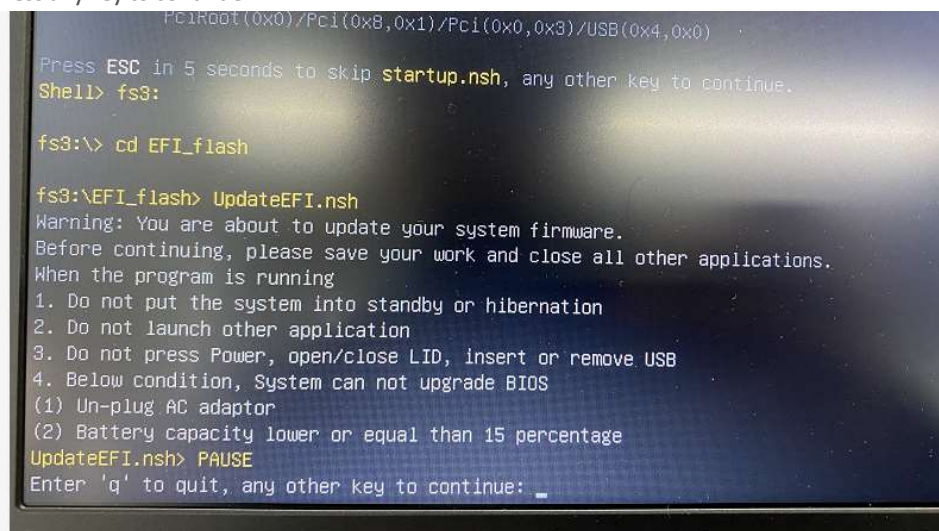 PciRoot(0x0)/Pci(0x8,0x1)/Pci(0x0,0x3)/USB(0x4,0x0)
Press ESC in 5 seconds to skip startup.nsh, any other key to continue.
Shell> fs3:
fs3:\> cd EFI_flash
fs3:\EFI_flash> UpdateEFI.nsh
Warning: You are about to update your system firmware.
Before continuing, please save your work and close all other applications.
When the program is running
1. Do not put the system into standby or hibernation
2. Do not launch other application
3. Do not press Power, open/close LID, insert or remove USB
4. Below condition, System can not upgrade BIOS
(1) Un-plug AC adaptor
(2) Battery capacity lower or equal than 15 percentage
UpdateEFI.nsh> PAUSE
Enter 'q' to quit, any other key to continue: _